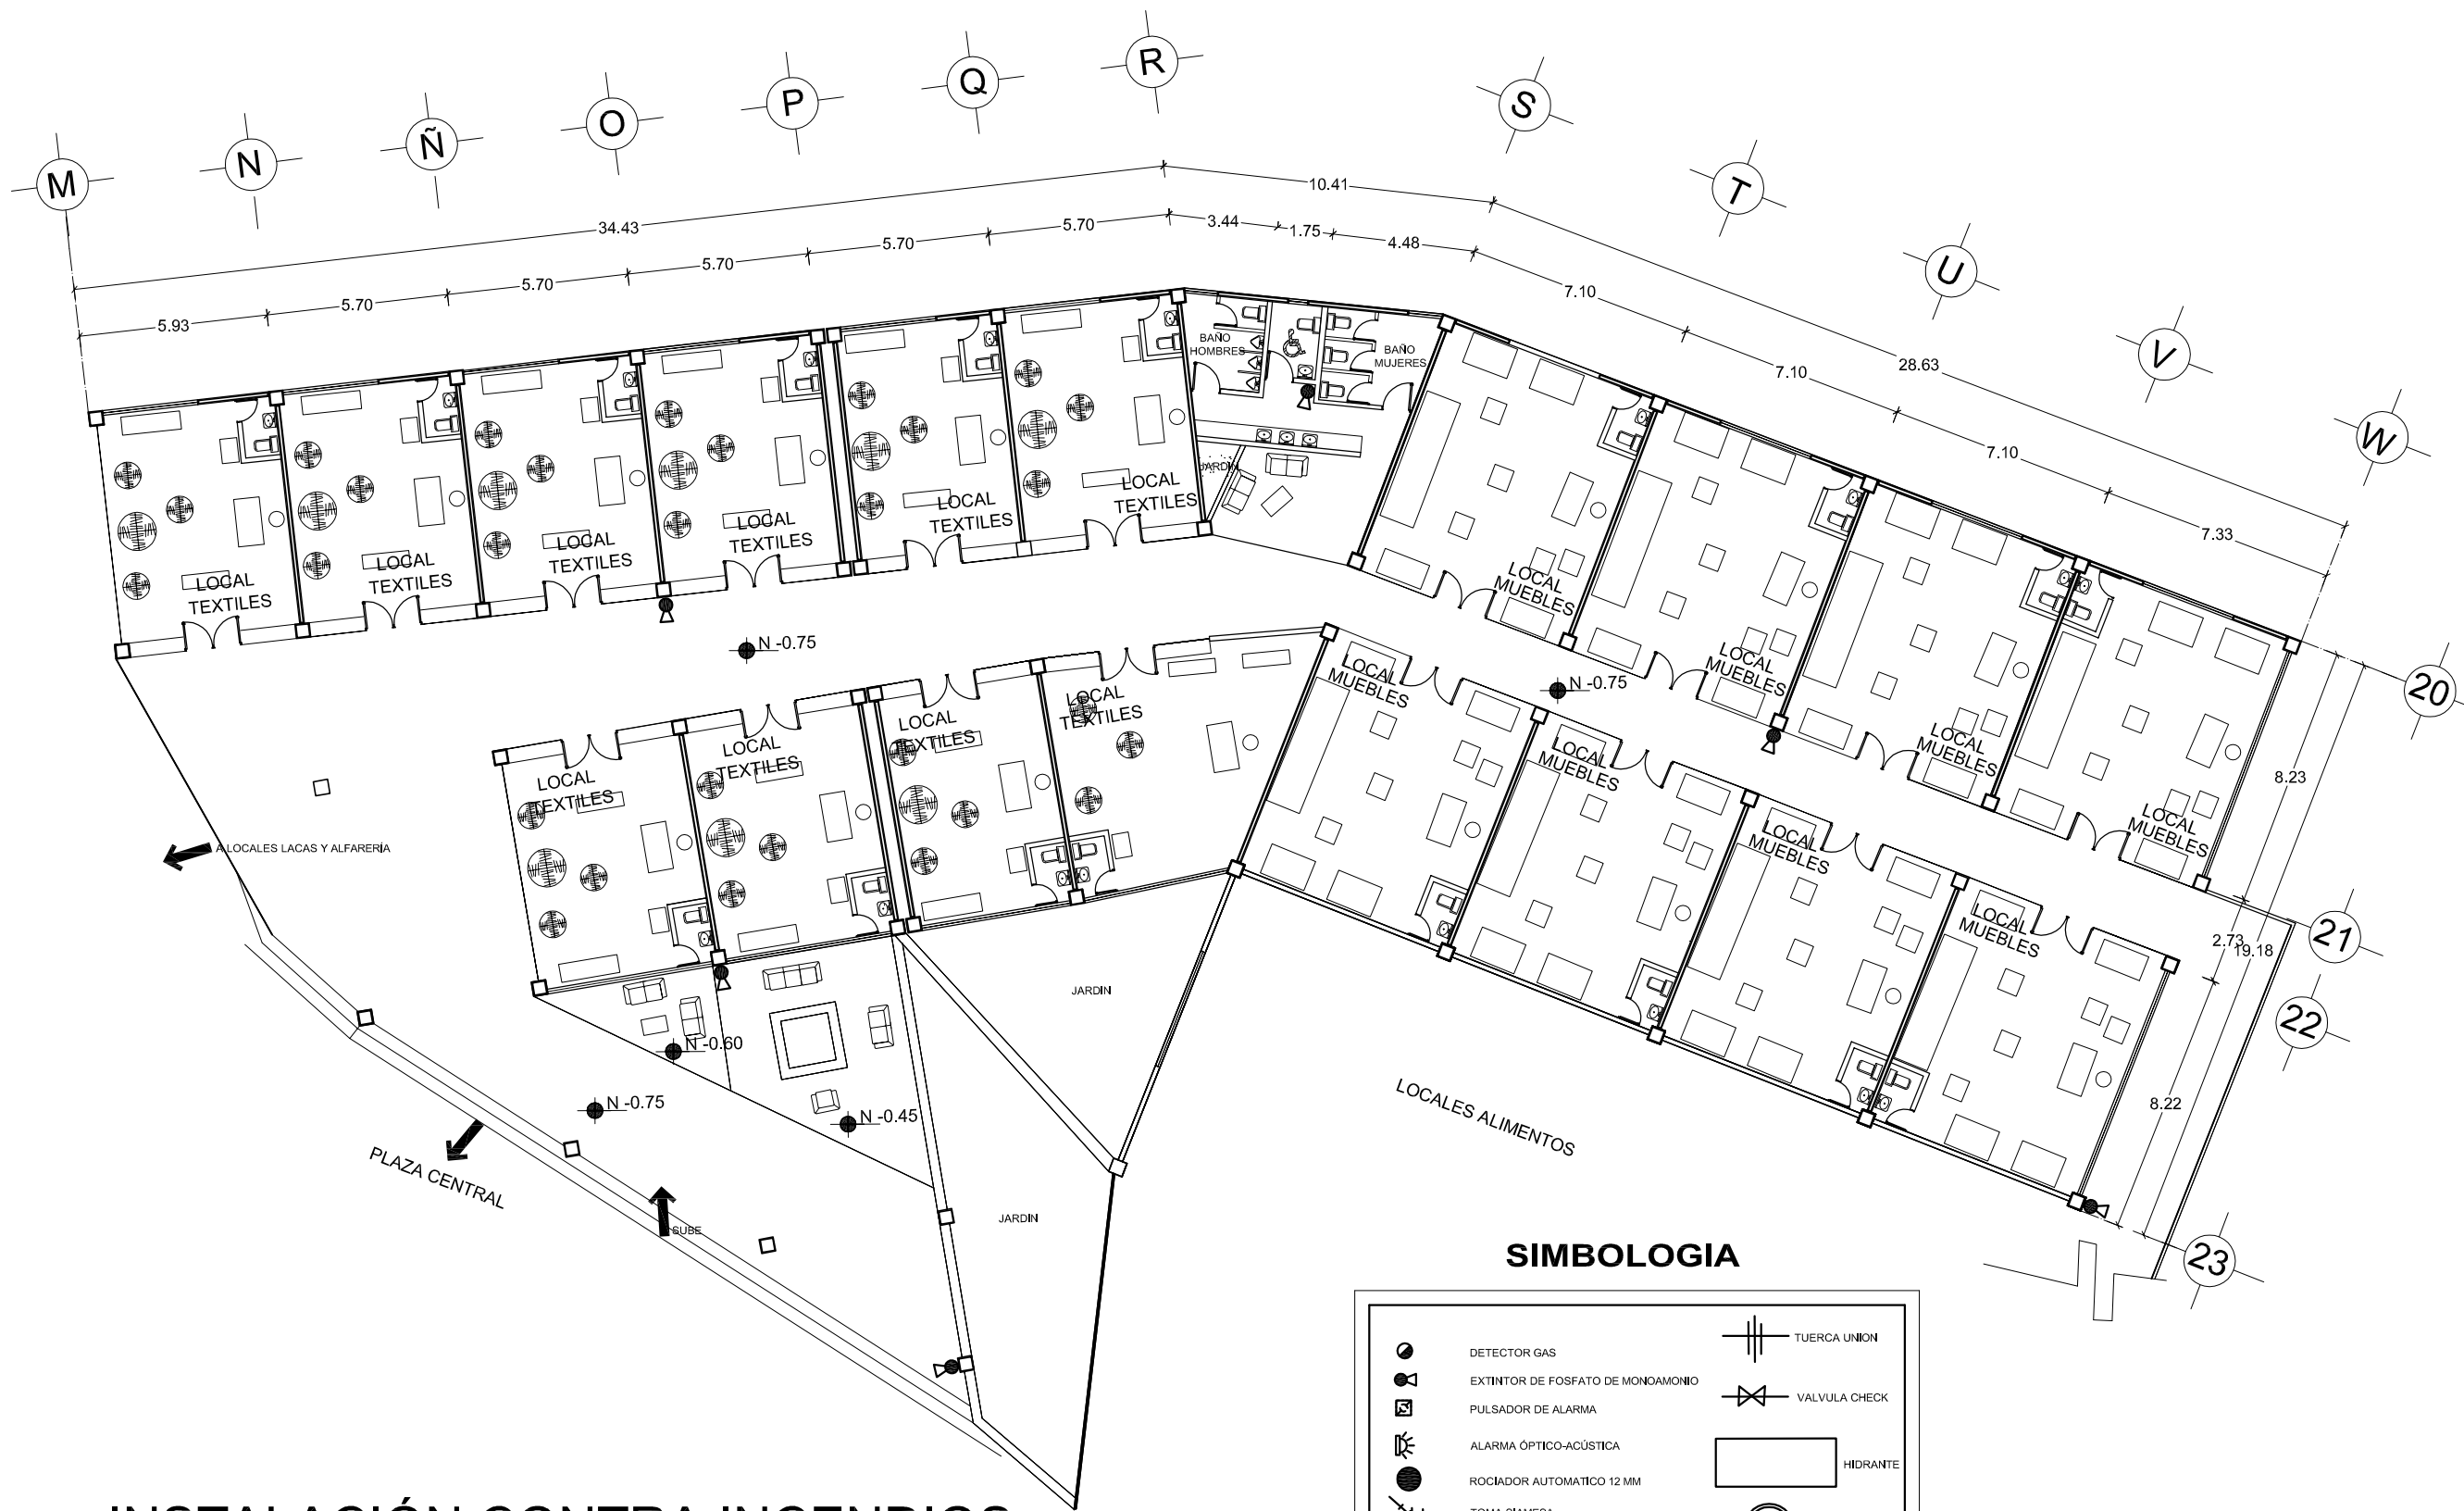 M
N
Ñ
O
P
Q
R
S
T
U
V
W
34.43
10.41
28.63
5.93
5.70
5.70
5.70
5.70
5.70
3.44
1.75
4.48
7.10
7.10
7.10
7.33
BAÑO
HOMBRES
BAÑO
MUJERES
JARDIN
LOCAL
TEXTILES
LOCAL
TEXTILES
LOCAL
TEXTILES
LOCAL
TEXTILES
LOCAL
TEXTILES
LOCAL
TEXTILES
LOCAL
MUEBLES
LOCAL
MUEBLES
LOCAL
MUEBLES
LOCAL
MUEBLES
N -0.75
N -0.75
LOCAL
TEXTILES
LOCAL
TEXTILES
LOCAL
TEXTILES
LOCAL
TEXTILES
LOCAL
MUEBLES
LOCAL
MUEBLES
LOCAL
MUEBLES
LOCAL
MUEBLES
20
21
22
23
8.23
2.73
19.18
8.22
A LOCALES LACAS Y ALFARERÍA
JARDIN
N -0.60
N -0.75
N -0.45
PLAZA CENTRAL
SUBE
JARDIN
LOCALES ALIMENTOS
SIMBOLOGIA
DETECTOR GAS
EXTINTOR DE FOSFATO DE MONOAMONIO
PULSADOR DE ALARMA
ALARMA ÓPTICO-ACÚSTICA
ROCIADOR AUTOMATICO 12 MM
TOMA SIAMESA
TUERCA UNION
VALVULA CHECK
HIDRANTE
INSTALACIÓN CONTRA INCENDIOS